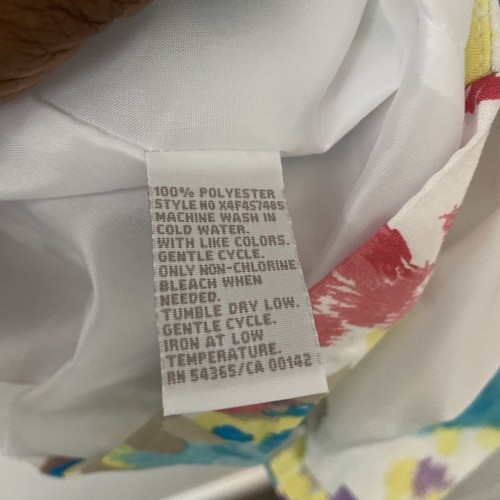 100% POLYESTER
STYLE NO X4F457485
MACHINE WASH IN
COLD WATER.
WITH LIKE COLORS.
GENTLE CYCLE.
ONLY NON-CHLORINE
BLEACH WHEN
NEEDED.
TUMBLE DRY LOW.
GENTLE CYCLE.
IRON AT LOW
TEMPERATURE.
RN 54365/CA 00142